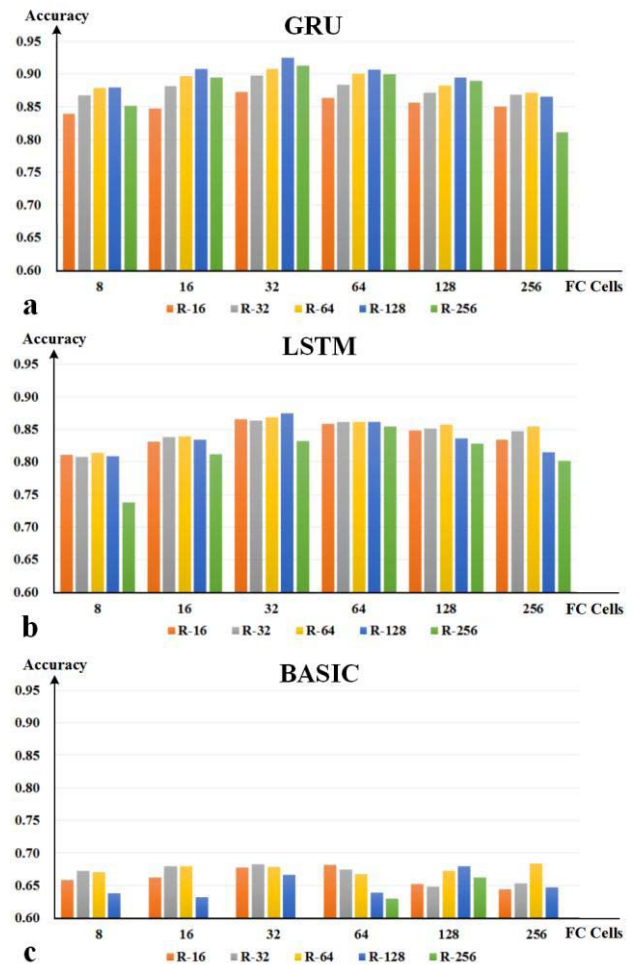 Accuracy
GRU
0.95
0.90
0.85
0.80
0.75
0.70
0.65
0.60
8 16 32 64 128 256 FC Cells
a
R-16 R-32 R-64 R-128 R-256
LSTM
Accuracy
0.95
0.90
0.85
0.80
0.75
0.70
0.65
0.60
8 16 32 64 128 256 FC Cells
b
R-16 R-32 R-64 R-128 R-256
Accuracy
BASIC
0.95
0.90
0.85
0.80
0.75
0.70
0.65
0.60
8 16 32 64 128 256 FC Cells
c
R-16 R-32 R-64 R-128 R-256